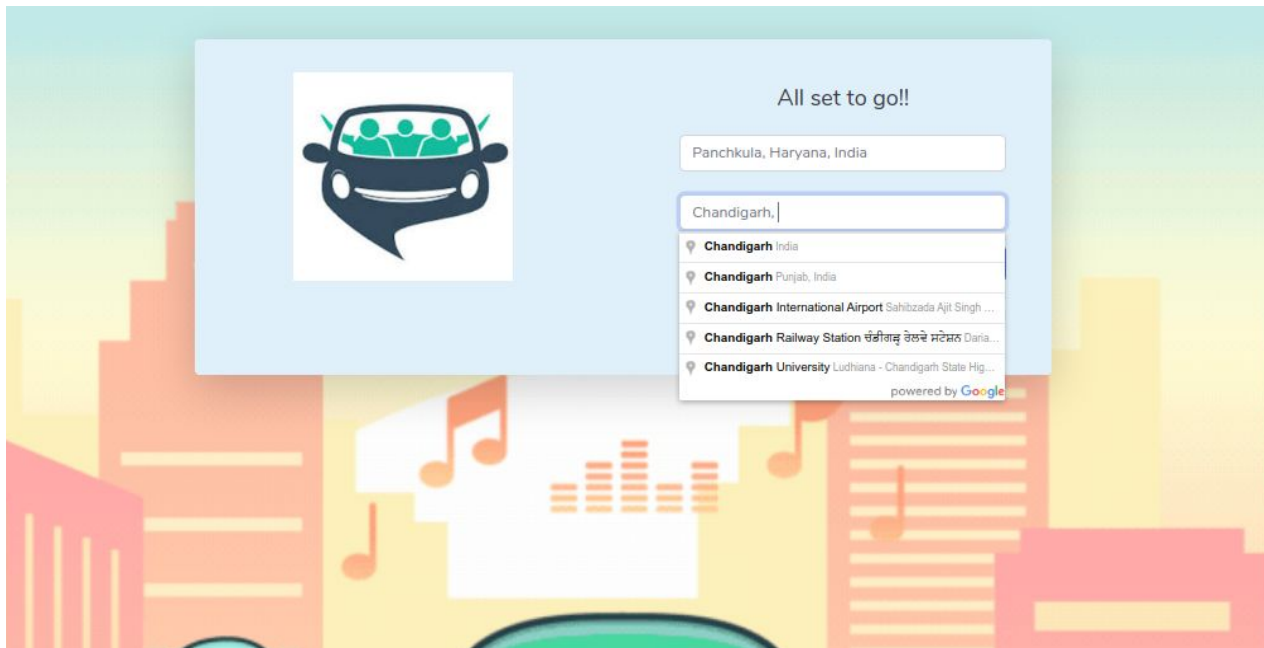 All set to go!!
Panchkula, Haryana, India
Chandigarh,
Chandigarh India
Chandigarh Punjab, India
Chandigarh International Airport Sahibzada Ajit Singh ...
Chandigarh Railway Station ਚੰਡੀਗੜ੍ਹ ਰੇਲਵੇ ਸਟੇਸ਼ਨ Daria...
Chandigarh University Ludhiana - Chandigarh State Hig...
powered by Google